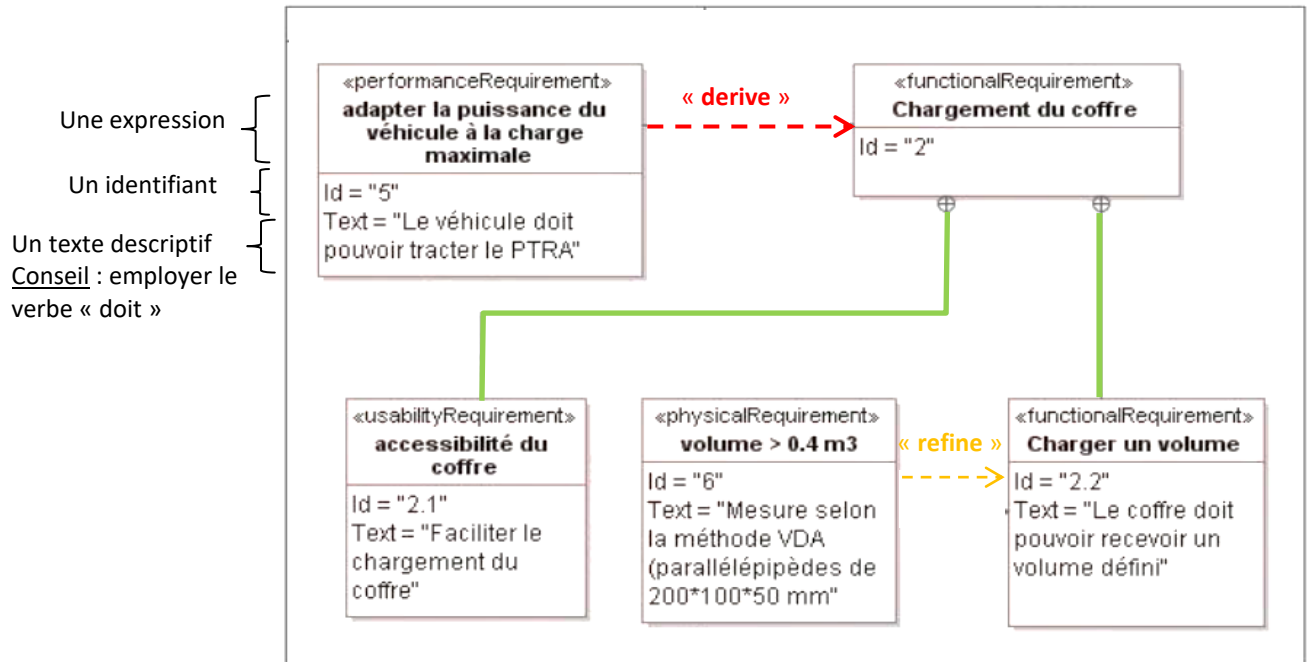 Une expression
Un identifiant
Un texte descriptif
Conseil : employer le
verbe « doit »
«performanceRequirement»
adapter la puissance du
véhicule à la charge
maximale
Id = "5"
Text = "Le véhicule doit
pouvoir tracter le PTRA"
« derive »
«functionalRequirement»
Chargement du coffre
Id = "2"
«usabilityRequirement»
accessibilité du
coffre
Id = "2.1"
Text = "Faciliter le
chargement du
coffre"
«physicalRequirement»
volume > 0.4 m3
Id = "6"
Text = "Mesure selon
la méthode VDA
(parallélépipèdes de
200*100*50 mm"
« refine »
«functionalRequirement»
Charger un volume
Id = "2.2"
Text = "Le coffre doit
pouvoir recevoir un
volume défini"